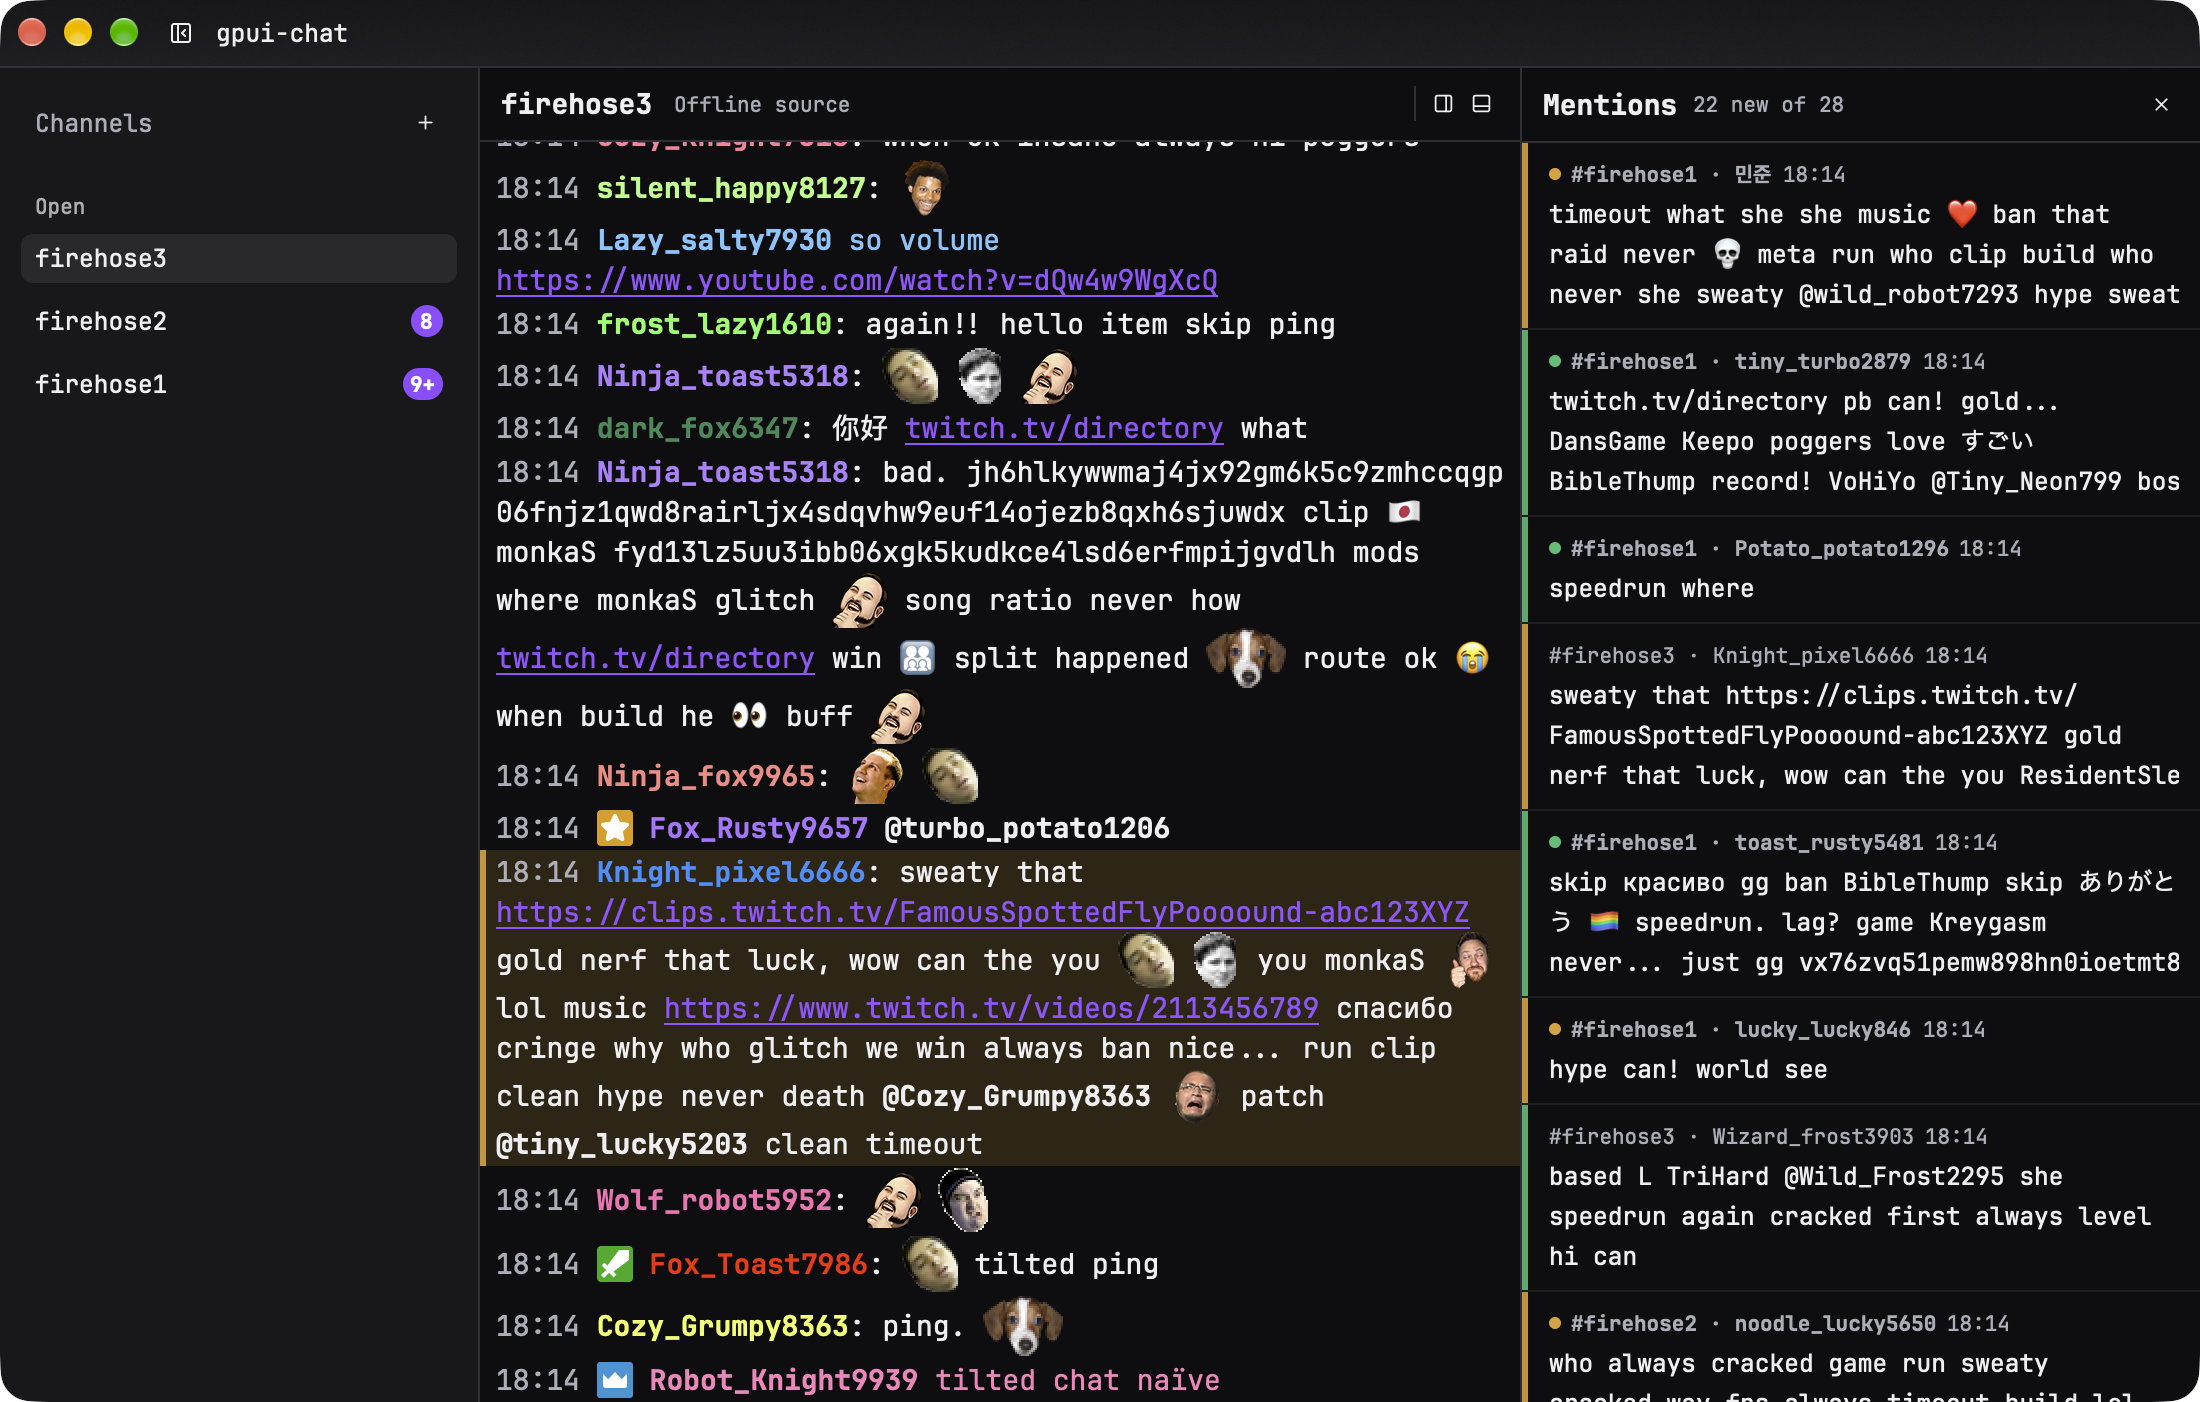 gpui-chat
Channels
Open
firehose3
firehose2 8
firehose1 9+
firehose3 Offline source
18:14 silent_happy8127:
18:14 Lazy_salty7930 so volume
https://www.youtube.com/watch?v=dQw4w9WgXcQ
18:14 frost_lazy1610: again!! hello item skip ping
18:14 Ninja_toast5318:
18:14 dark_fox6347: 你好 twitch.tv/directory what
18:14 Ninja_toast5318: bad. jh6hlkywwmaj4jx92gm6k5c9zmhccqgp
06fnjz1qwd8rairljx4sdqvhw9euf14ojezb8qxh6sjuwdx clip 🇯🇵
monkaS fyd13lz5uu3ibb06xgk5kudkce4lsd6erfmpijgvdlh mods
where monkaS glitch song ratio never how
twitch.tv/directory win split happened route ok 😭
when build he 👀 buff
18:14 Ninja_fox9965:
18:14 Fox_Rusty9657 @turbo_potato1206
18:14 Knight_pixel6666: sweaty that
https://clips.twitch.tv/FamousSpottedFlyPoooound-abc123XYZ
gold nerf that luck, wow can the you you monkaS
lol music https://www.twitch.tv/videos/2113456789 спасибо
cringe why who glitch we win always ban nice... run clip
clean hype never death @Cozy_Grumpy8363 patch
@tiny_lucky5203 clean timeout
18:14 Wolf_robot5952:
18:14 Fox_Toast7986: tilted ping
18:14 Cozy_Grumpy8363: ping.
18:14 Robot_Knight9939 tilted chat naïve
Mentions 22 new of 28
#firehose1 · 민준 18:14
timeout what she she music ❤️ ban that
raid never 💀 meta run who clip build who
never she sweaty @wild_robot7293 hype sweat
#firehose1 · tiny_turbo2879 18:14
twitch.tv/directory pb can! gold...
DansGame Keepo poggers love すごい
BibleThump record! VoHiYo @Tiny_Neon799 bos
#firehose1 · Potato_potato1296 18:14
speedrun where
#firehose3 · Knight_pixel6666 18:14
sweaty that https://clips.twitch.tv/
FamousSpottedFlyPoooound-abc123XYZ gold
nerf that luck, wow can the you ResidentSle
#firehose1 · toast_rusty5481 18:14
skip красиво gg ban BibleThump skip ありがと
う 🏳️‍🌈 speedrun. lag? game Kreygasm
never... just gg vx76zvq51pemw898hn0ioetmt8
#firehose1 · lucky_lucky846 18:14
hype can! world see
#firehose3 · Wizard_frost3903 18:14
based L TriHard @Wild_Frost2295 she
speedrun again cracked first always level
hi can
#firehose2 · noodle_lucky5650 18:14
who always cracked game run sweaty